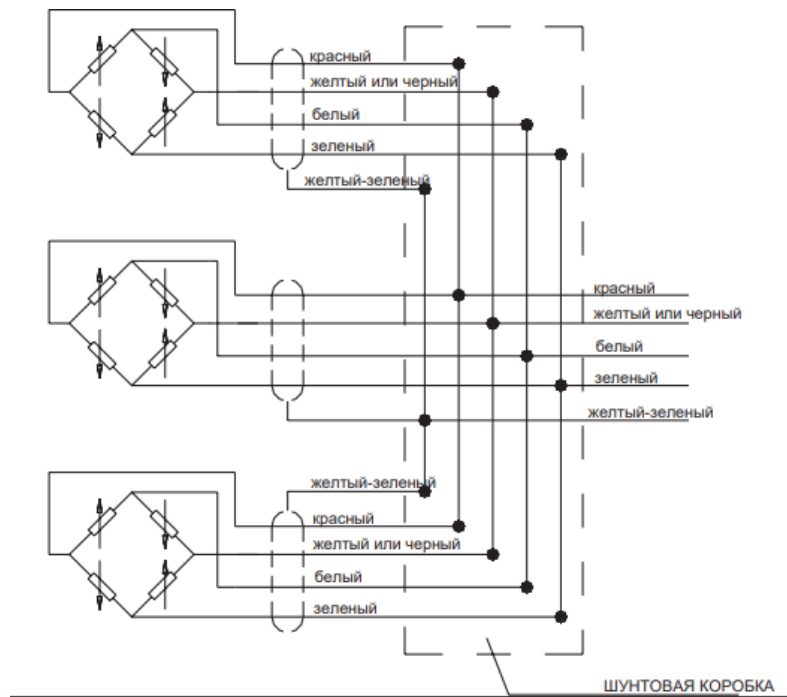 красный
желтый или черный
белый
зеленый
желтый-зеленый
красный
желтый или черный
белый
зеленый
желтый-зеленый
желтый-зеленый
красный
желтый или черный
белый
зеленый
ШУНТОВАЯ КОРОБКА